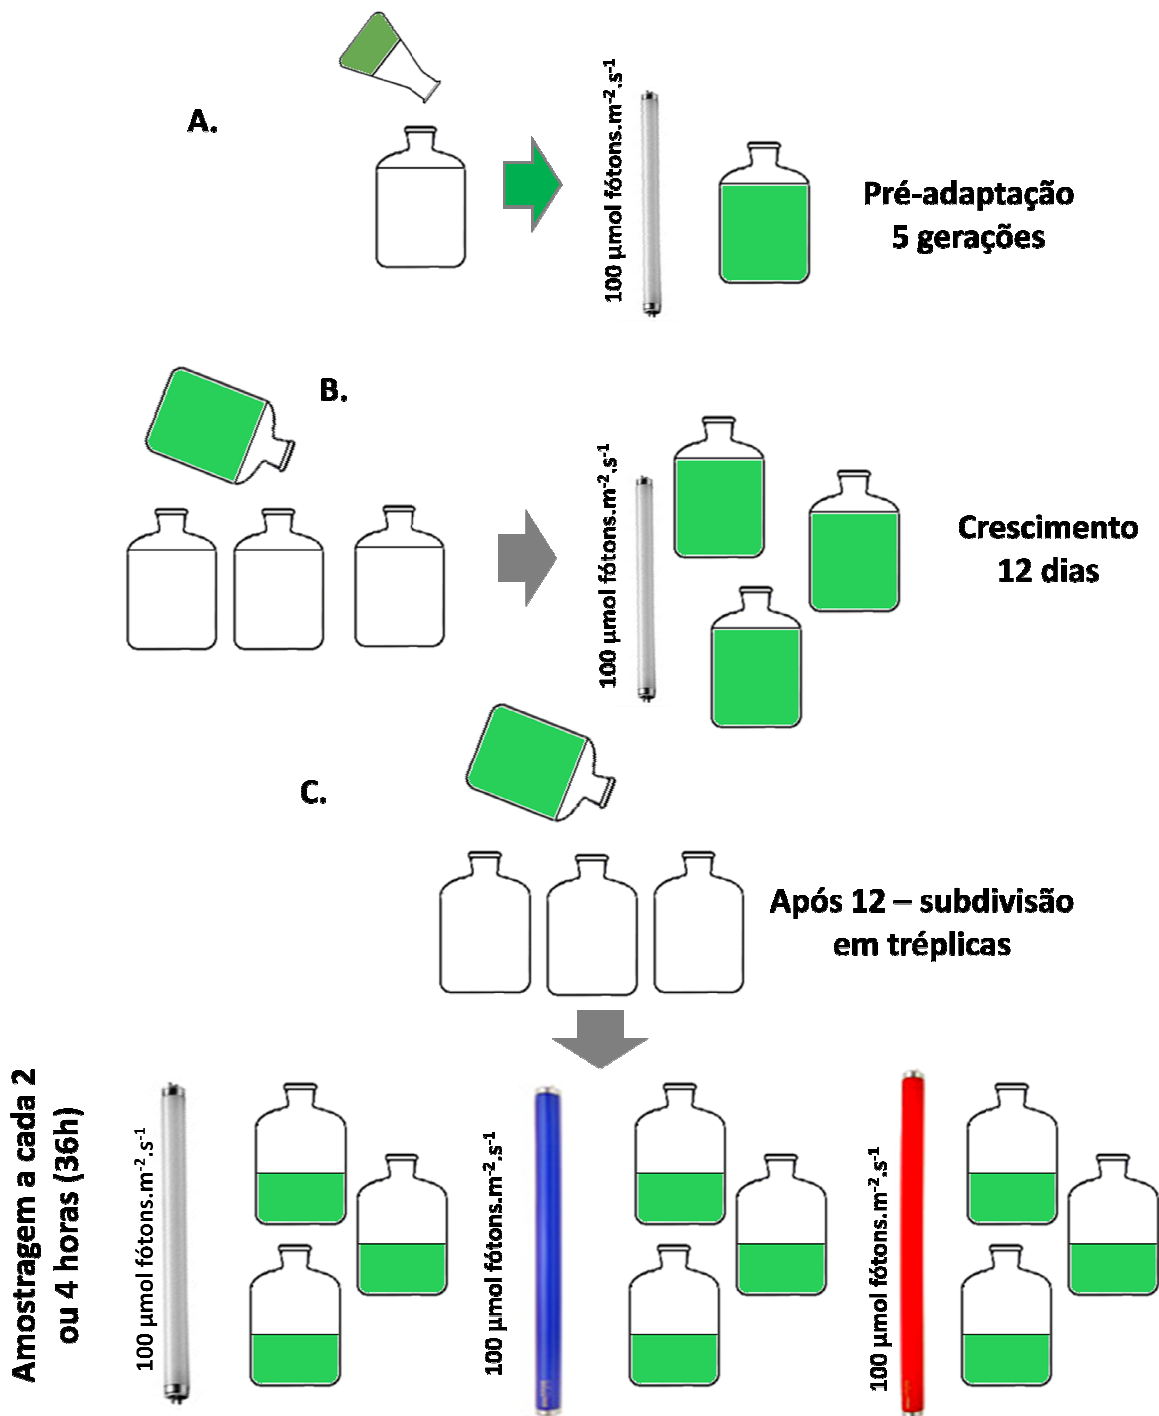 A.
100 µmol fótons.m⁻².s⁻¹
Pré-adaptação
5 gerações
B.
100 µmol fótons.m⁻².s⁻¹
Crescimento
12 dias
C.
Após 12 – subdivisão
em tréplicas
Amostragem a cada 2
ou 4 horas (36h)
100 µmol fótons.m⁻².s⁻¹
100 µmol fótons.m⁻².s⁻¹
100 µmol fótons.m⁻².s⁻¹